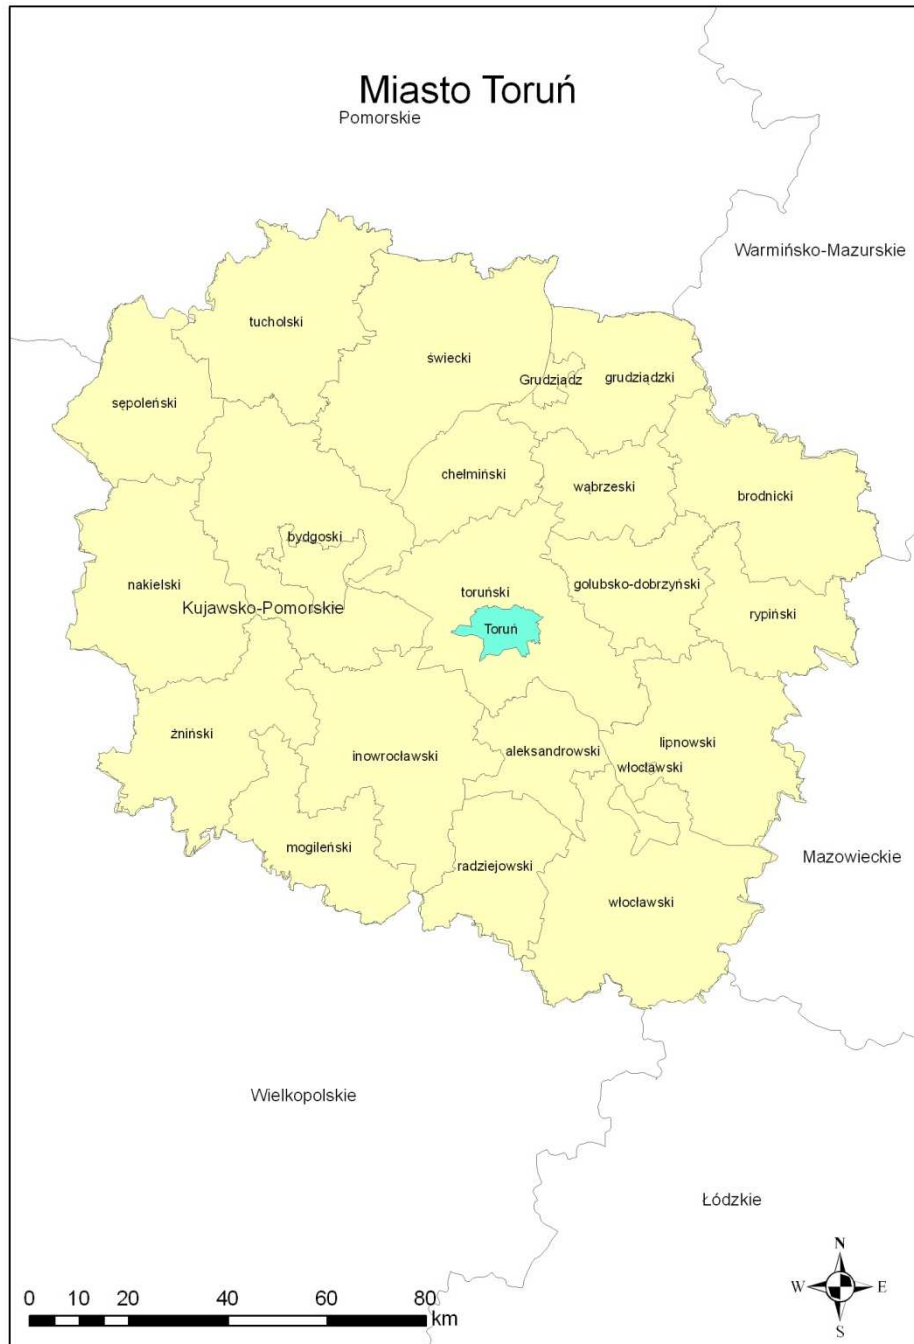 Miasto Toruń
Pomorskie
Warmińsko-Mazurskie
tucholski
świecki
Grudziądz
grudziądzki
sępoleński
chełmiński
wąbrzeski
brodnicki
bydgoski
nakielski
toruński
golubsko-dobrzyński
Kujawsko-Pomorskie
rypiński
Toruń
żniński
inowrocławski
aleksandrowski
lipnowski
włocławski
mogileński
radziejowski
Mazowieckie
włocławski
Wielkopolskie
Łódzkie
N
W E
S
0 10 20 40 60 80
km